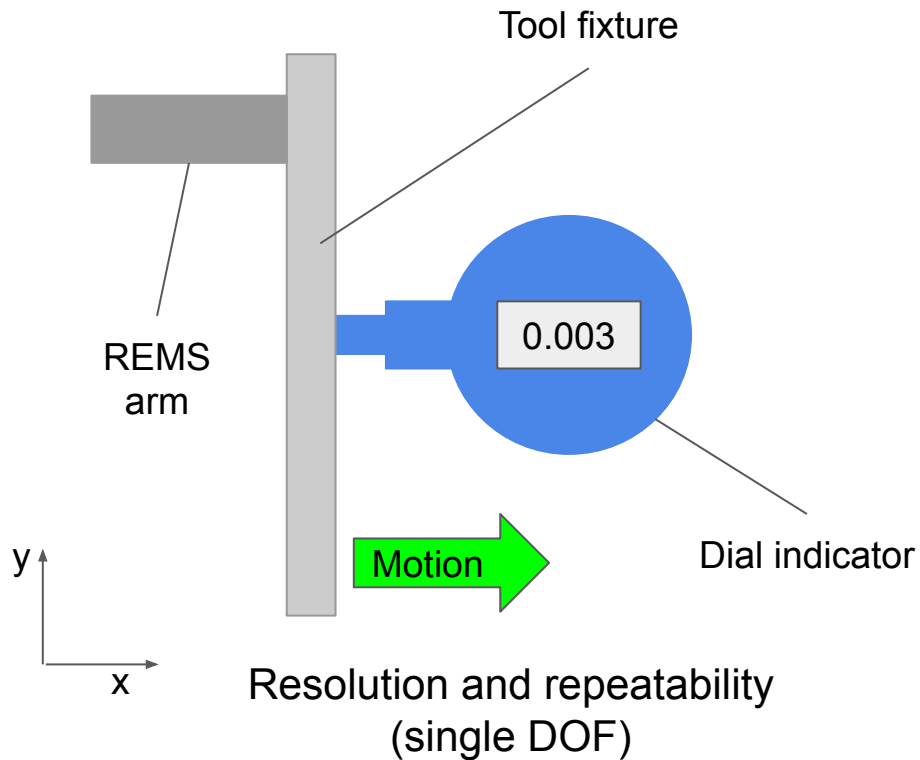 Tool fixture
REMS
arm
0.003
Dial indicator
Motion
y
x
Resolution and repeatability
(single DOF)